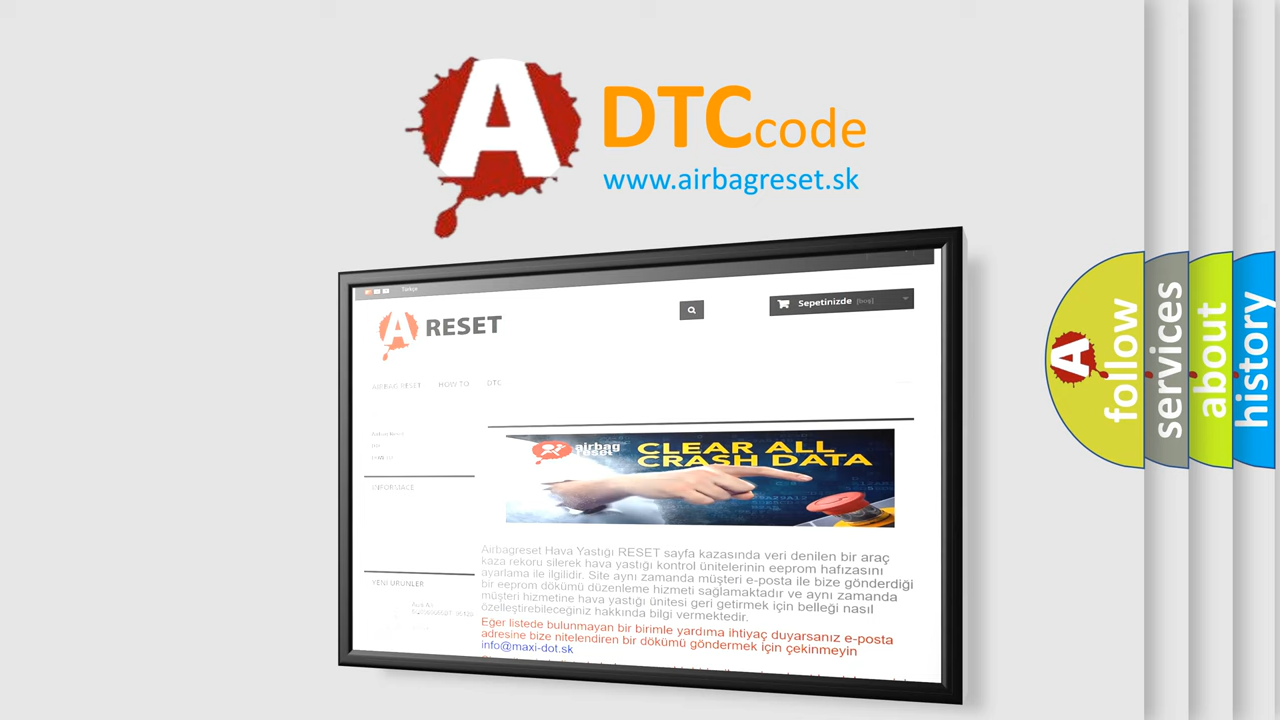 A DTCcode
www.airbagreset.sk
Türkçe
A RESET
Sepetinizde [boş]
AIRBAG RESET HOW TO DTC
INFORMACE
airbag
reset
CLEAR ALL
CRASH DATA
Airbagreset Hava Yastığı RESET sayfa kazasında veri denilen bir araç
kaza rekoru silerek hava yastığı kontrol ünitelerinin eeprom hafızasını
ayarlama ile ilgilidir. Site aynı zamanda müşteri e-posta ile bize gönderdiği
bir eeprom dökümü düzenleme hizmeti sağlamaktadır ve aynı zamanda
müşteri hizmetine hava yastığı ünitesi geri getirmek için belleği nasıl
özelleştirebileceğiniz hakkında bilgi vermektedir.
Eğer listede bulunmayan bir birimle yardıma ihtiyaç duyarsanız e-posta
adresine bize nitelendiren bir dökümü göndermek için çekinmeyin
info@maxi-dot.sk
YENI ÜRÜNLER
A follow
services
about
history